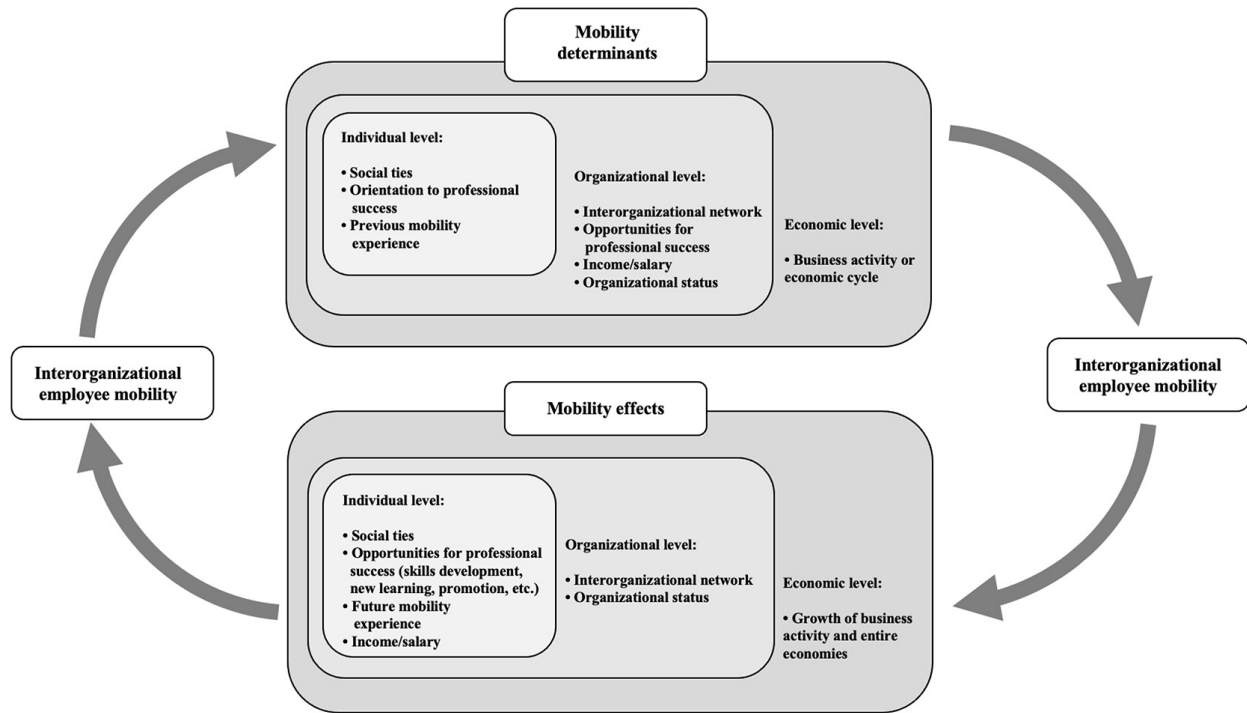 Mobility
determinants
Individual level:
• Social ties
• Orientation to professional
success
• Previous mobility
experience
Organizational level:
• Interorganizational network
• Opportunities for
professional success
• Income/salary
• Organizational status
Economic level:
• Business activity or
economic cycle
Interorganizational
employee mobility
Interorganizational
employee mobility
Mobility effects
Individual level:
• Social ties
• Opportunities for professional
success (skills development,
new learning, promotion, etc.)
• Future mobility
experience
• Income/salary
Organizational level:
• Interorganizational network
• Organizational status
Economic level:
• Growth of business
activity and entire
economies